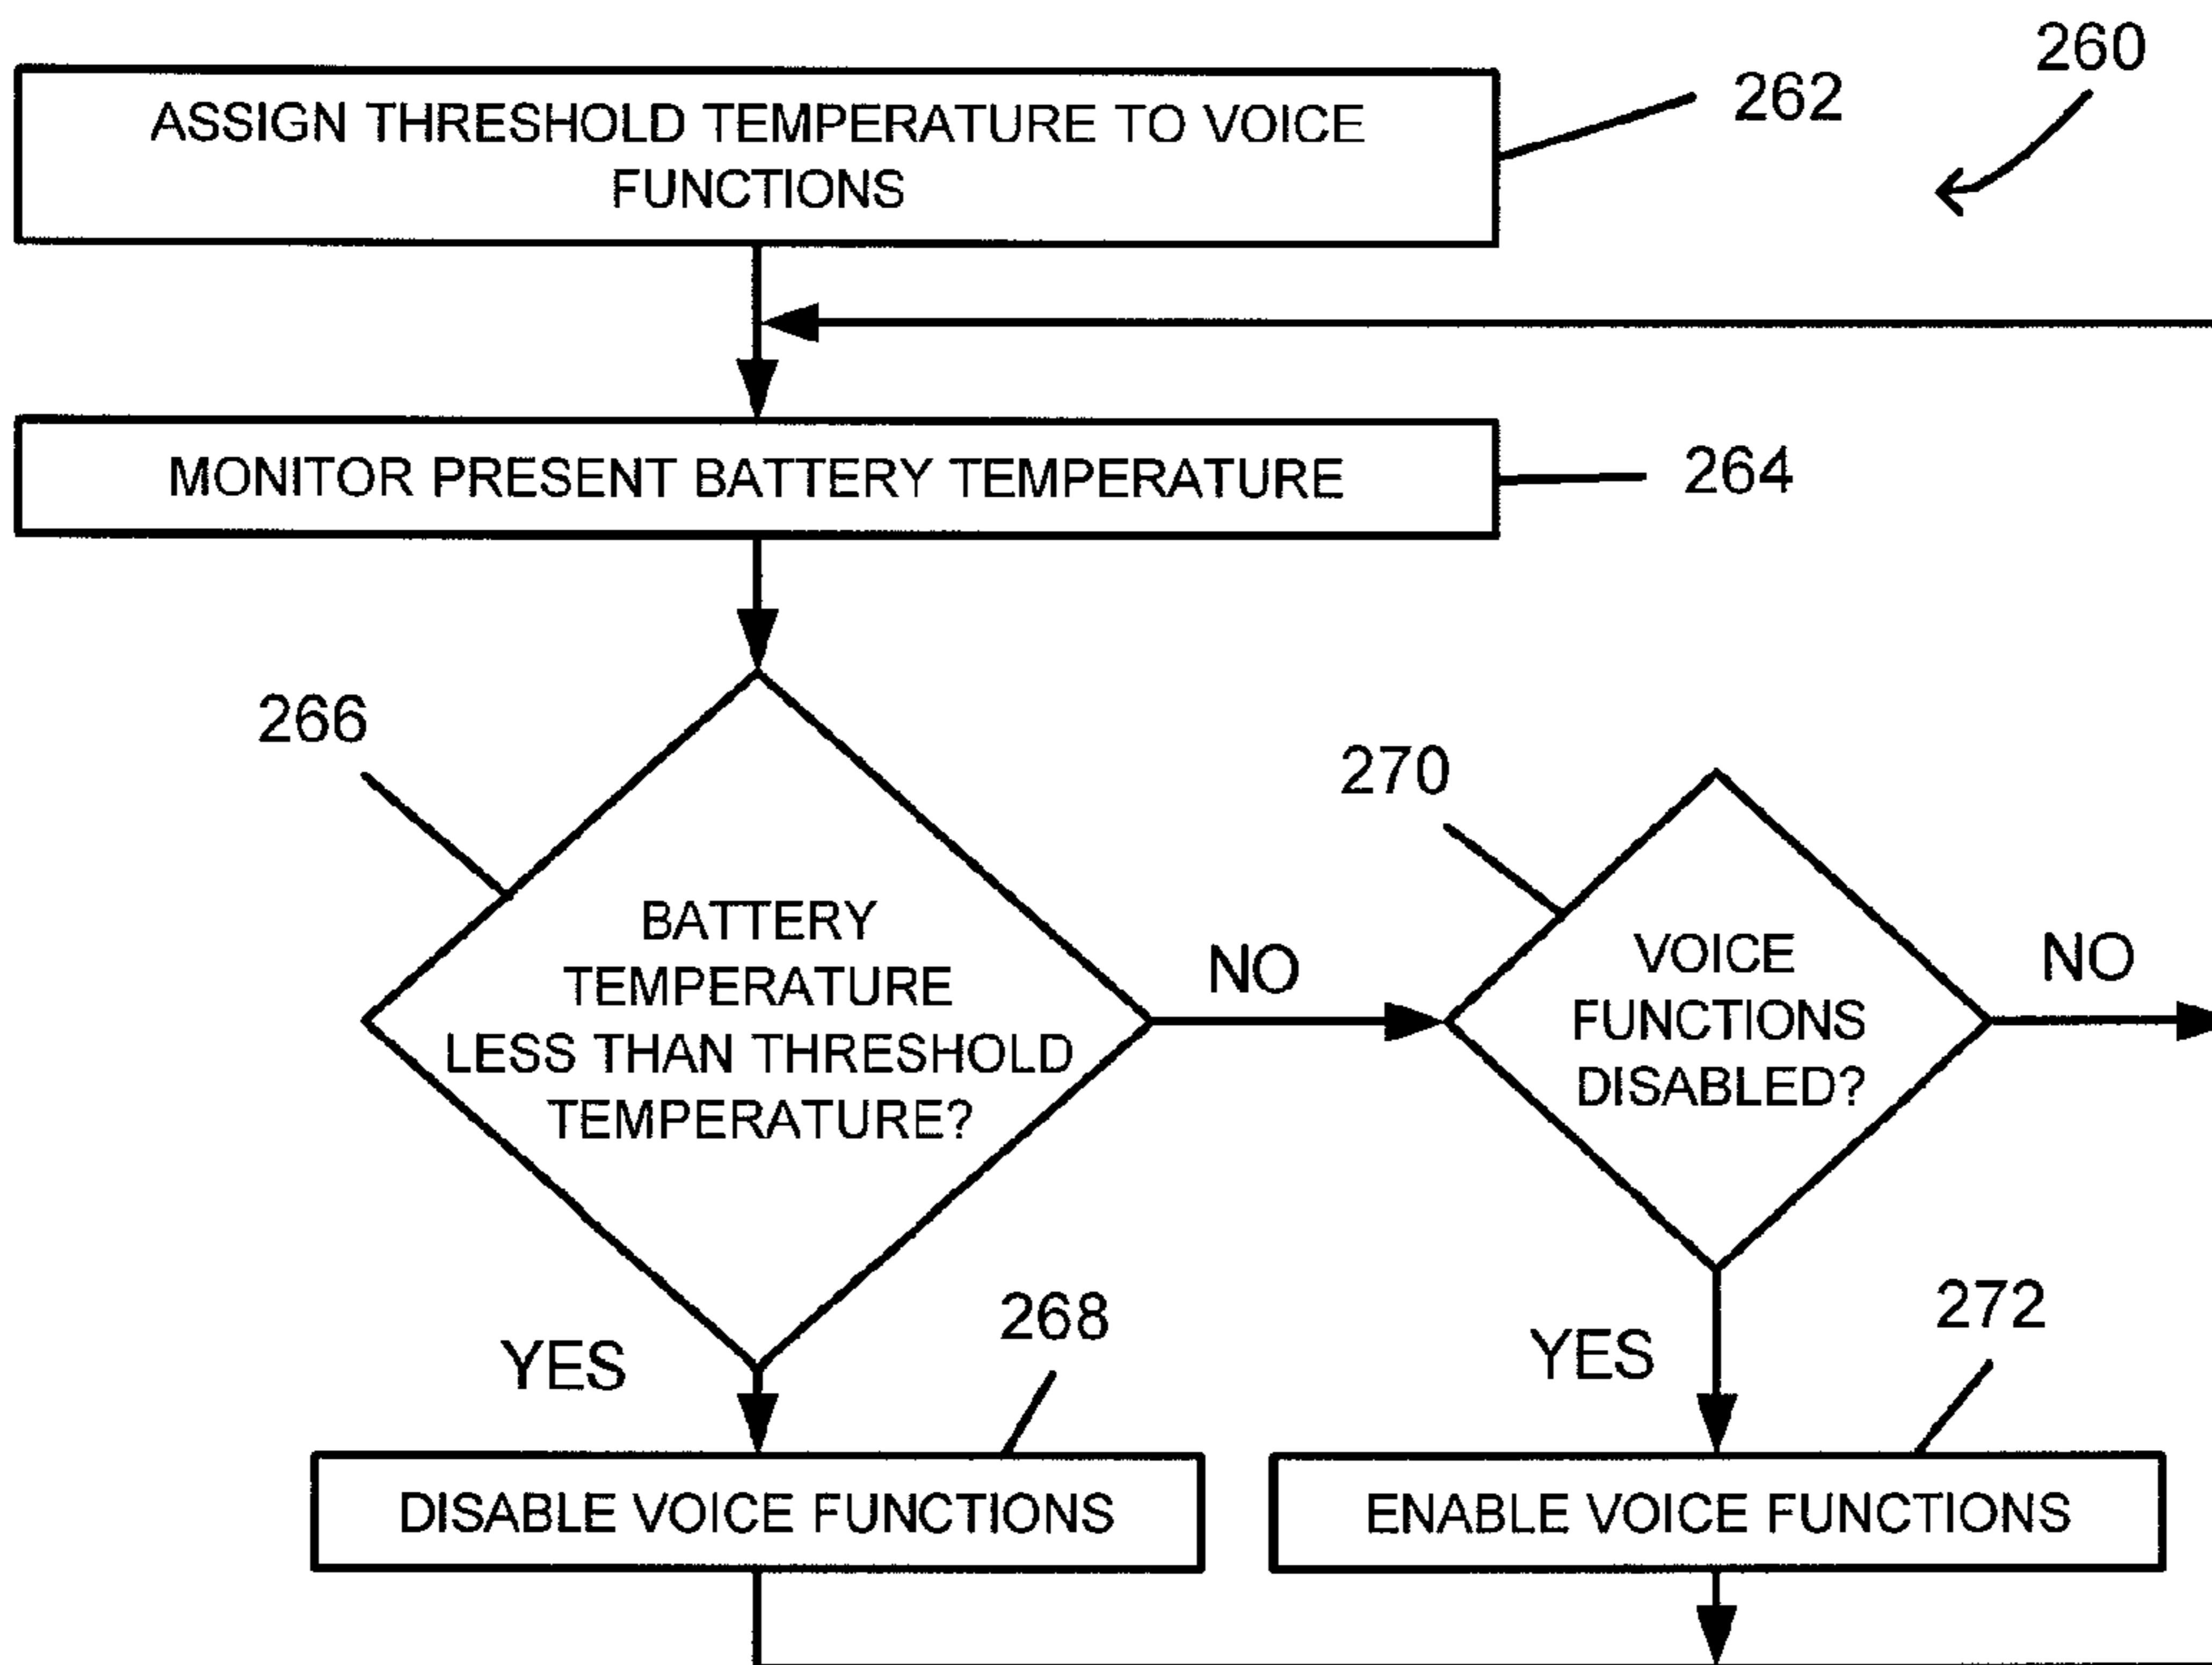 260
ASSIGN THRESHOLD TEMPERATURE TO VOICE
FUNCTIONS
262
MONITOR PRESENT BATTERY TEMPERATURE
264
266
BATTERY
TEMPERATURE
LESS THAN THRESHOLD
TEMPERATURE?
NO
270
VOICE
FUNCTIONS
DISABLED?
NO
YES
268
DISABLE VOICE FUNCTIONS
YES
272
ENABLE VOICE FUNCTIONS